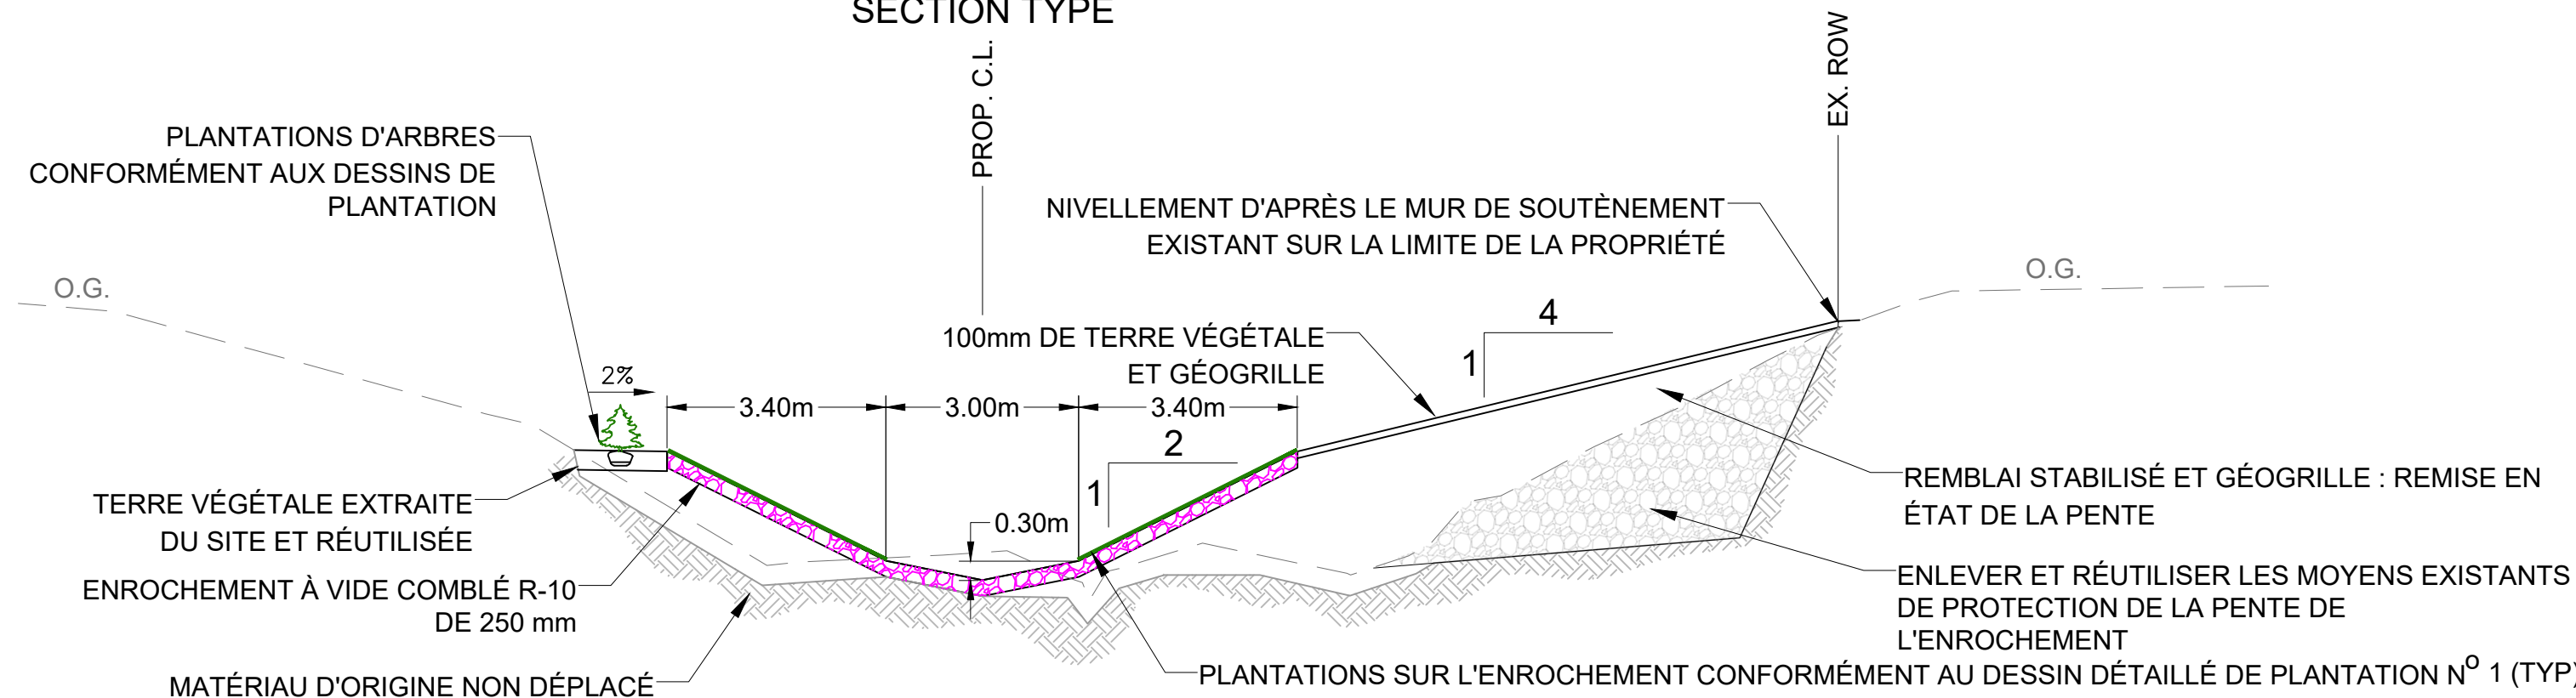 SECTION TYPE
PROP. C.L.
EX. ROW
PLANTATIONS D'ARBRES
CONFORMÉMENT AUX DESSINS DE
PLANTATION
NIVELLEMENT D'APRÈS LE MUR DE SOUTÈNEMENT
EXISTANT SUR LA LIMITE DE LA PROPRIÉTÉ
O.G.
O.G.
100mm DE TERRE VÉGÉTALE
ET GÉOGRILLE
4
1
2%
3.40m
3.00m
3.40m
2
1
0.30m
TERRE VÉGÉTALE EXTRAITE
DU SITE ET RÉUTILISÉE
ENROCHEMENT À VIDE COMBLÉ R-10
DE 250 mm
MATÉRIAU D'ORIGINE NON DÉPLACÉ
REMBLAI STABILISÉ ET GÉOGRILLE : REMISE EN
ÉTAT DE LA PENTE
ENLEVER ET RÉUTILISER LES MOYENS EXISTANTS
DE PROTECTION DE LA PENTE DE
L'ENROCHEMENT
PLANTATIONS SUR L'ENROCHEMENT CONFORMÉMENT AU DESSIN DÉTAILLÉ DE PLANTATION Nº 1 (TYP)